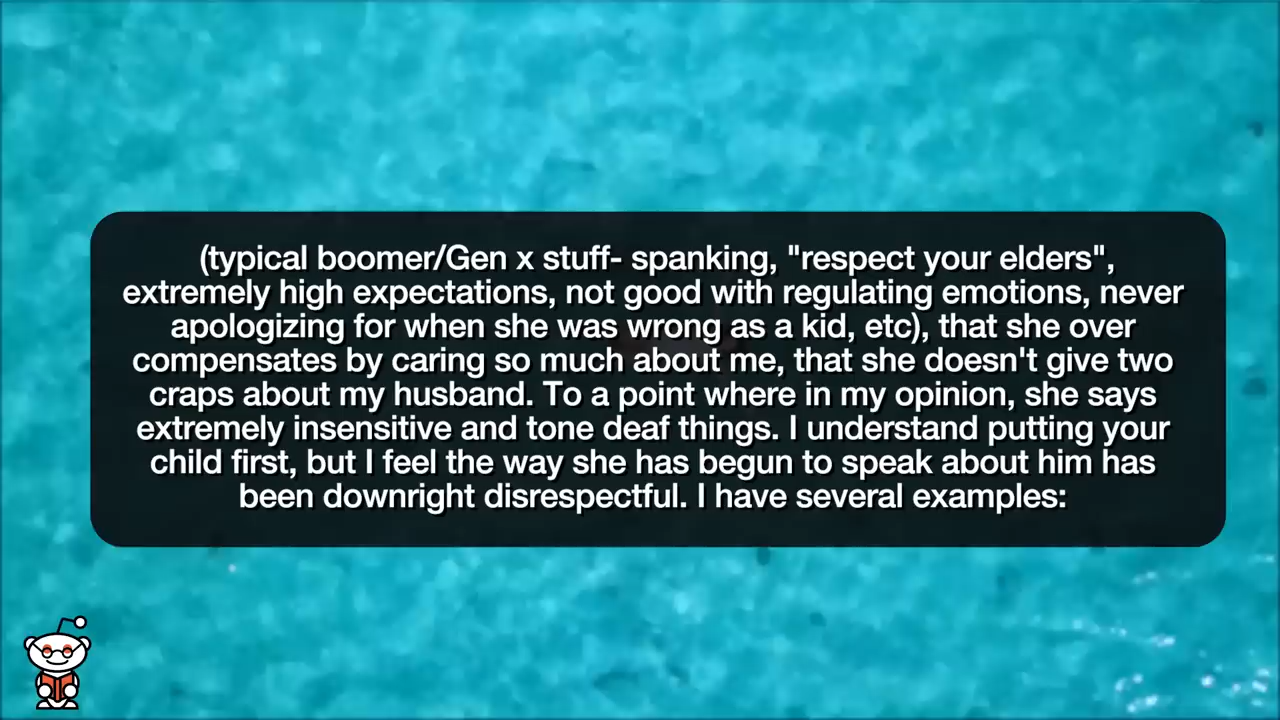 (typical boomer/Gen x stuff- spanking, "respect your elders",
extremely high expectations, not good with regulating emotions, never
apologizing for when she was wrong as a kid, etc), that she over
compensates by caring so much about me, that she doesn't give two
craps about my husband. To a point where in my opinion, she says
extremely insensitive and tone deaf things. I understand putting your
child first, but I feel the way she has begun to speak about him has
been downright disrespectful. I have several examples: